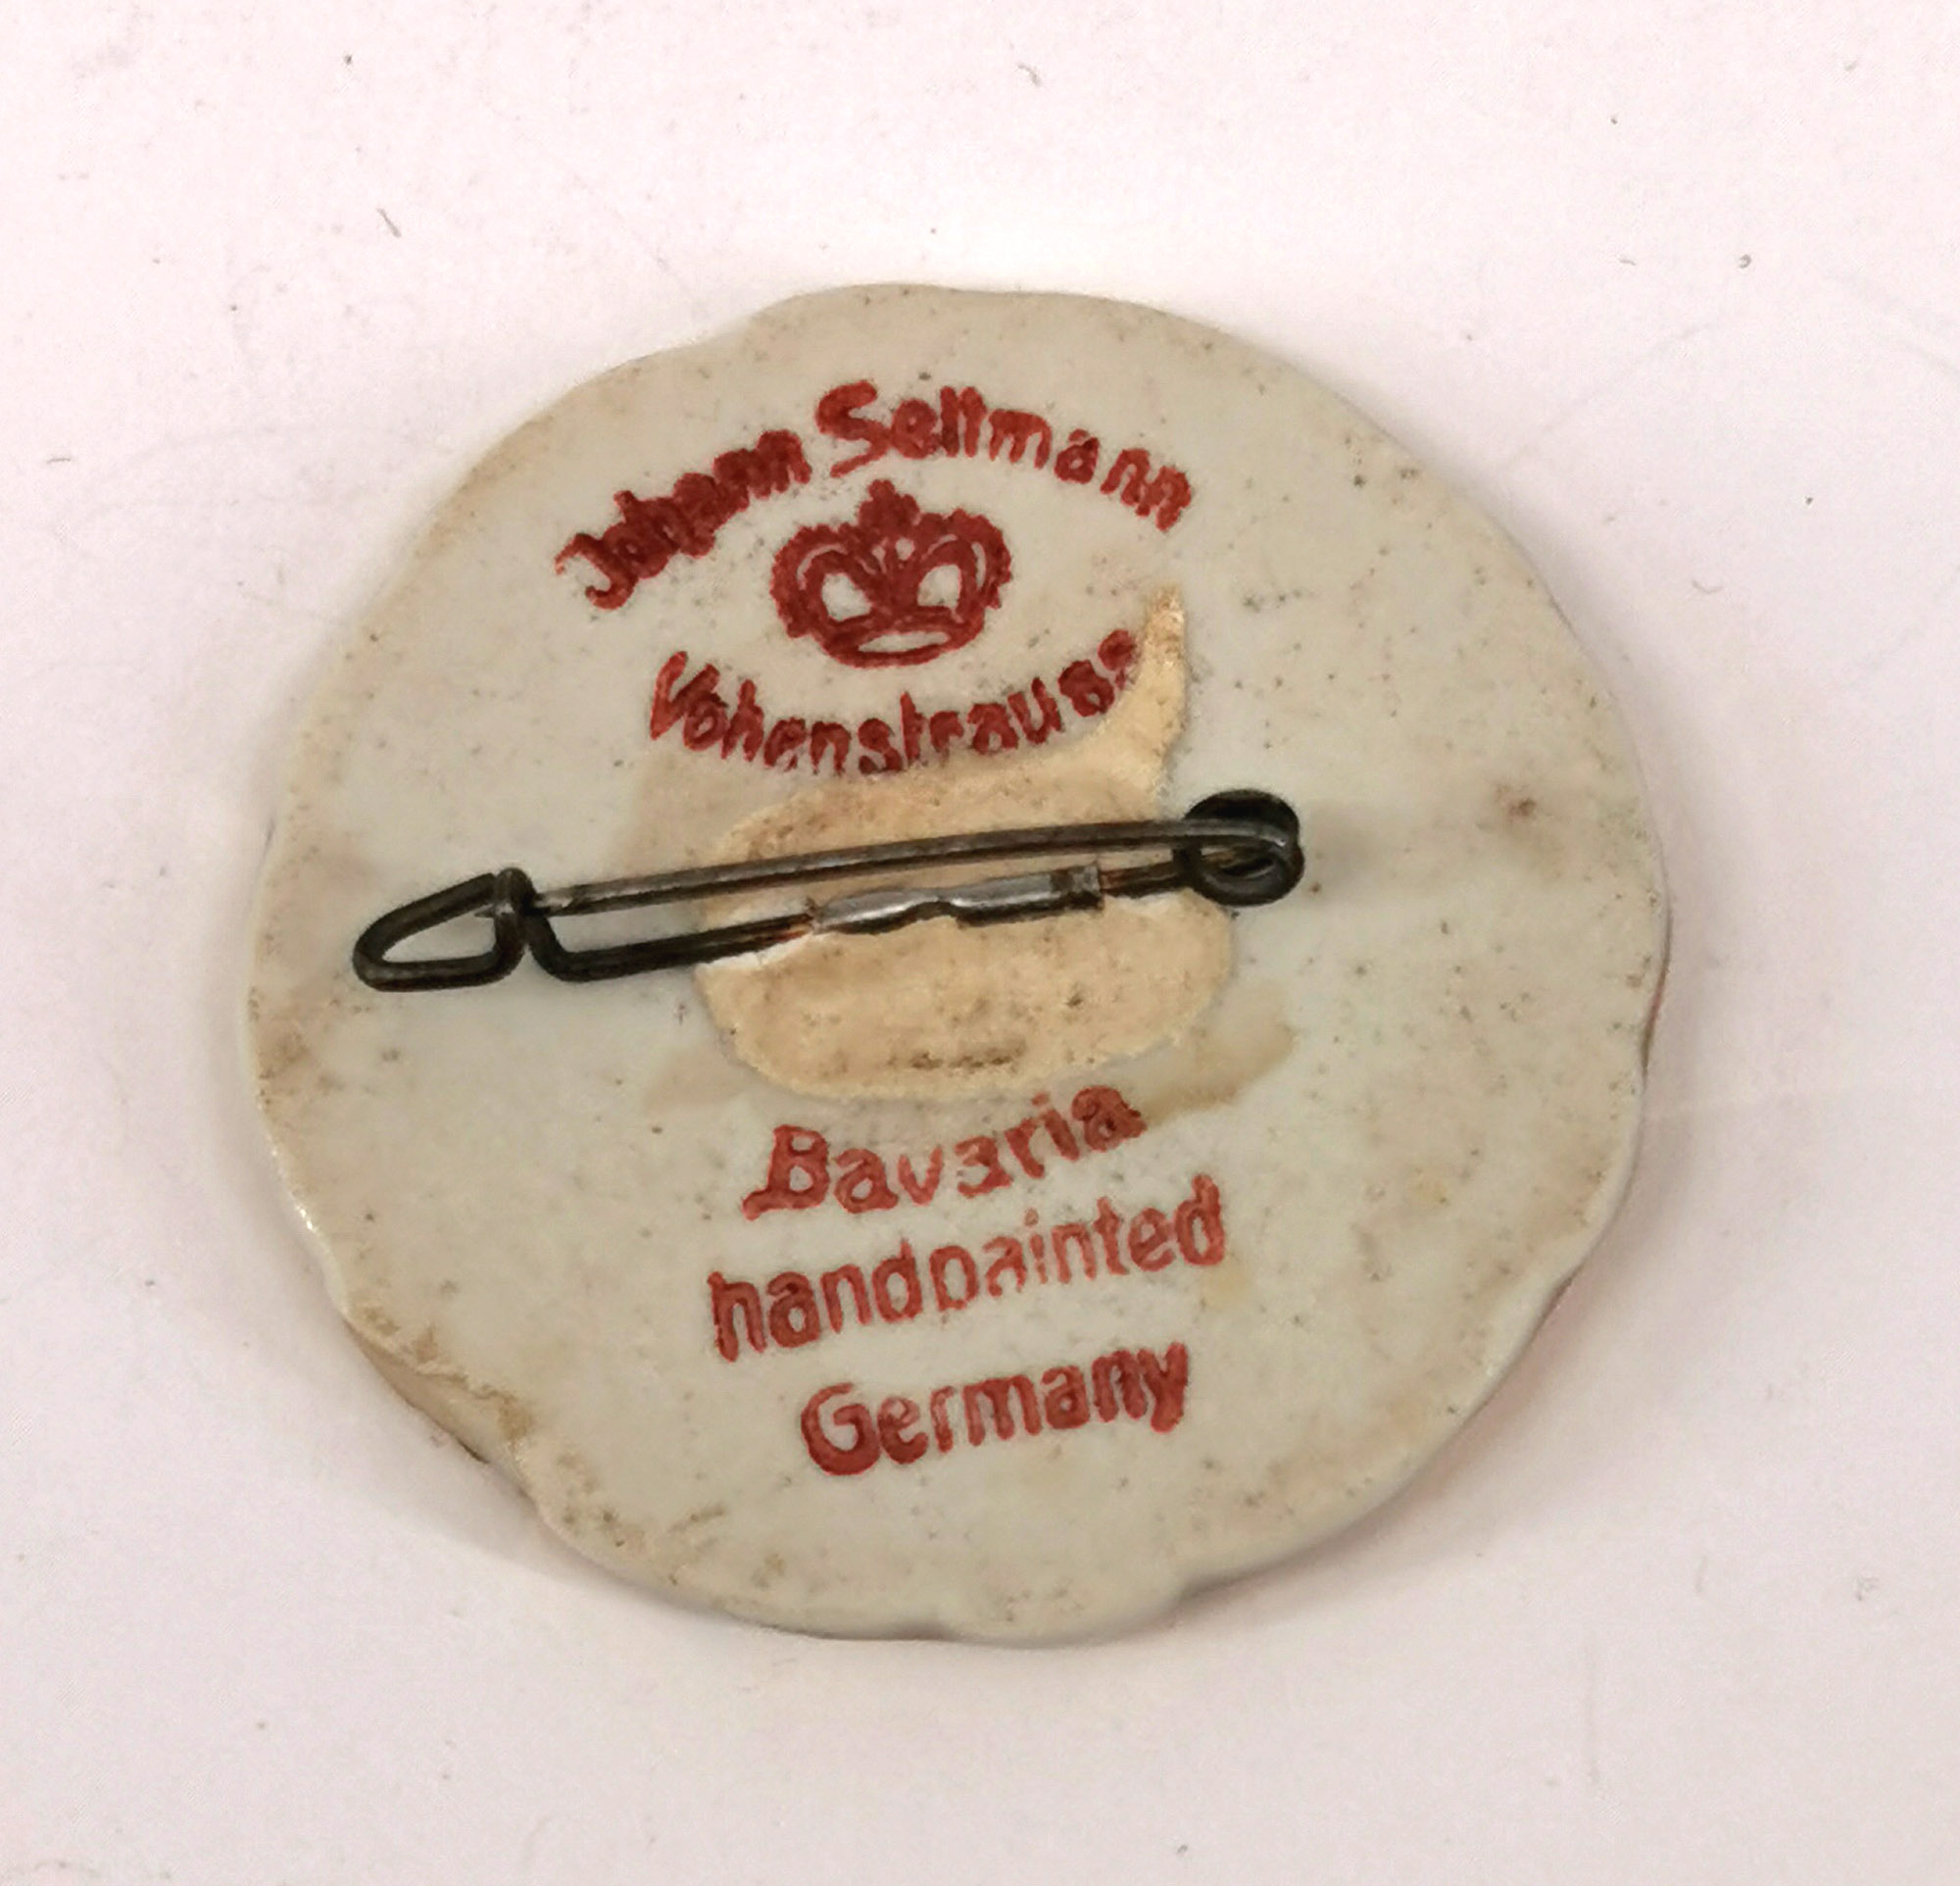 Johann Seltmann
Vohenstrauss
Bavaria
handpainted
Germany